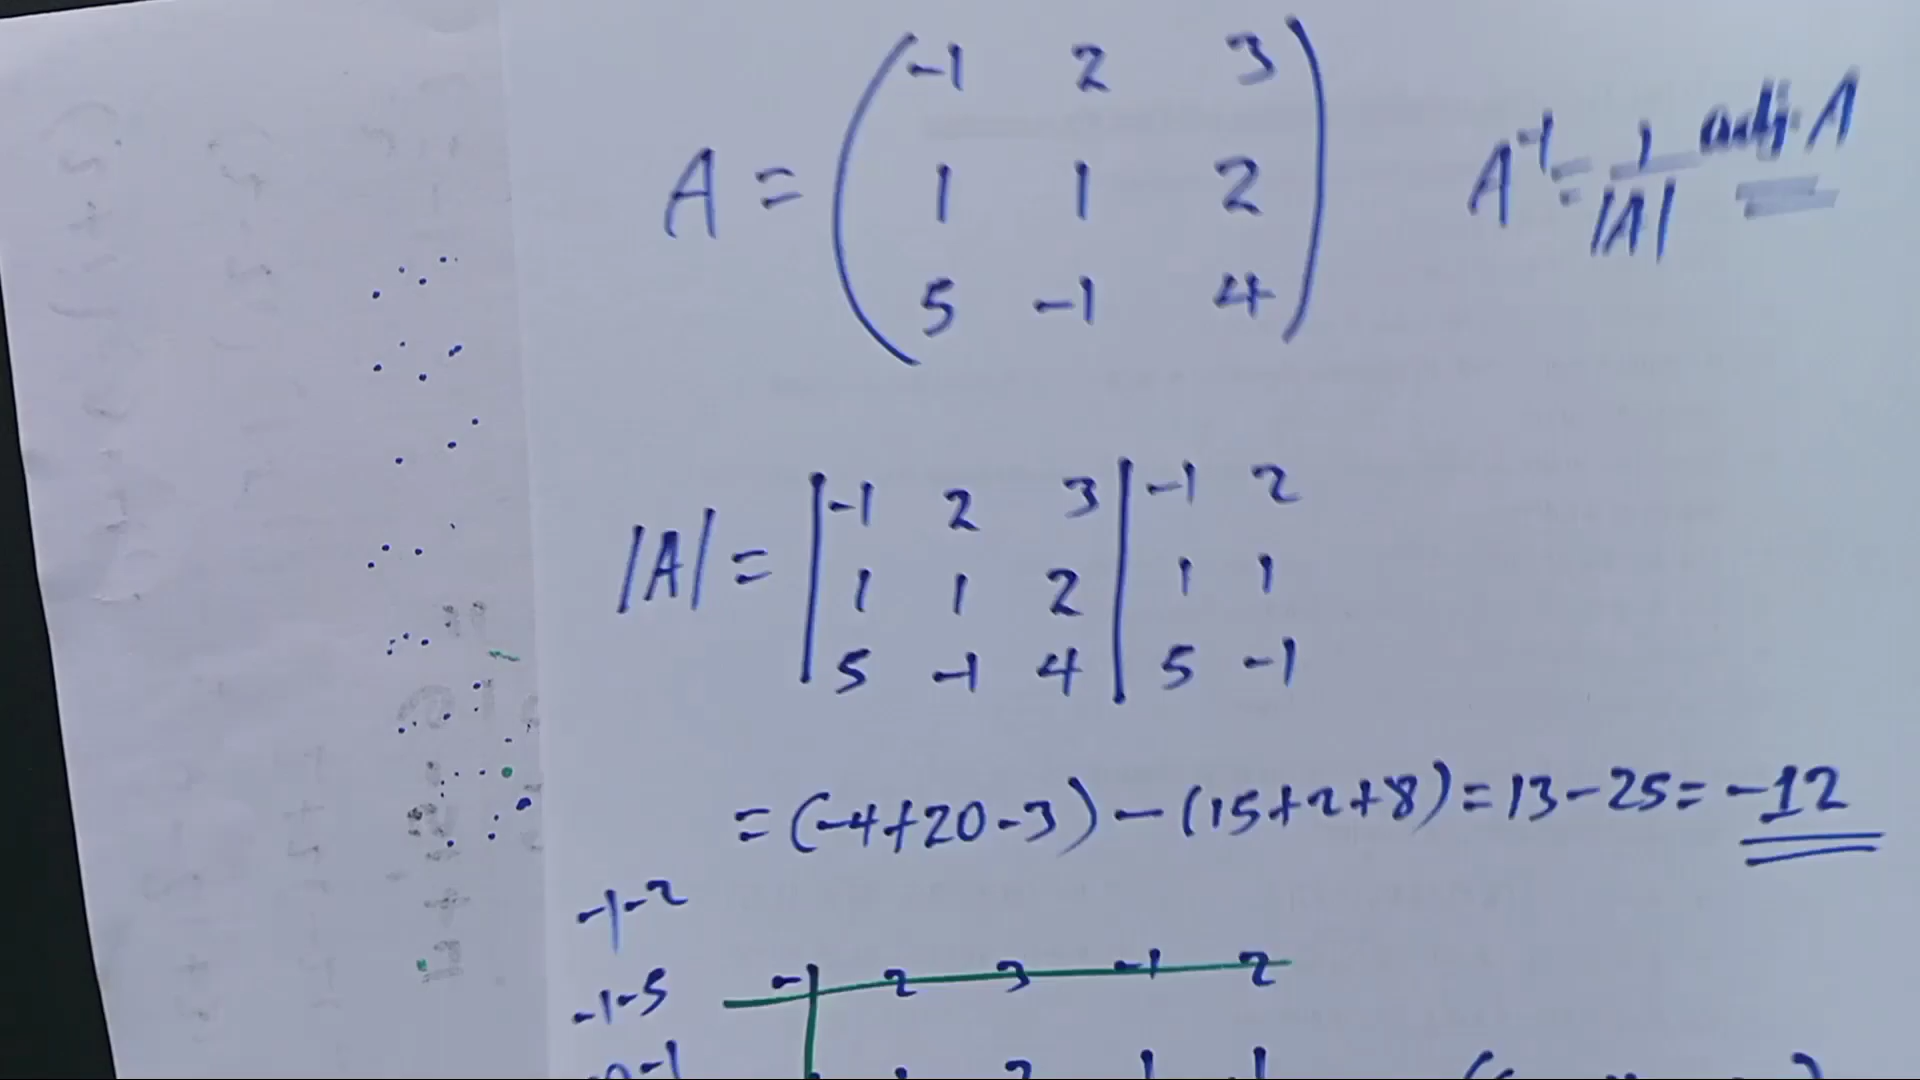 A = ( -1 2 3
1 1 2
5 -1 4 )
A⁻¹ = 1/|A| adj. A
|A| = | -1 2 3 | -1 2
1 1 2 1 1
5 -1 4 | 5 -1
= (-4+20-3) - (15+2+8) = 13-25 = -12
-1-2
-1-5
-1 2 3 -1 2